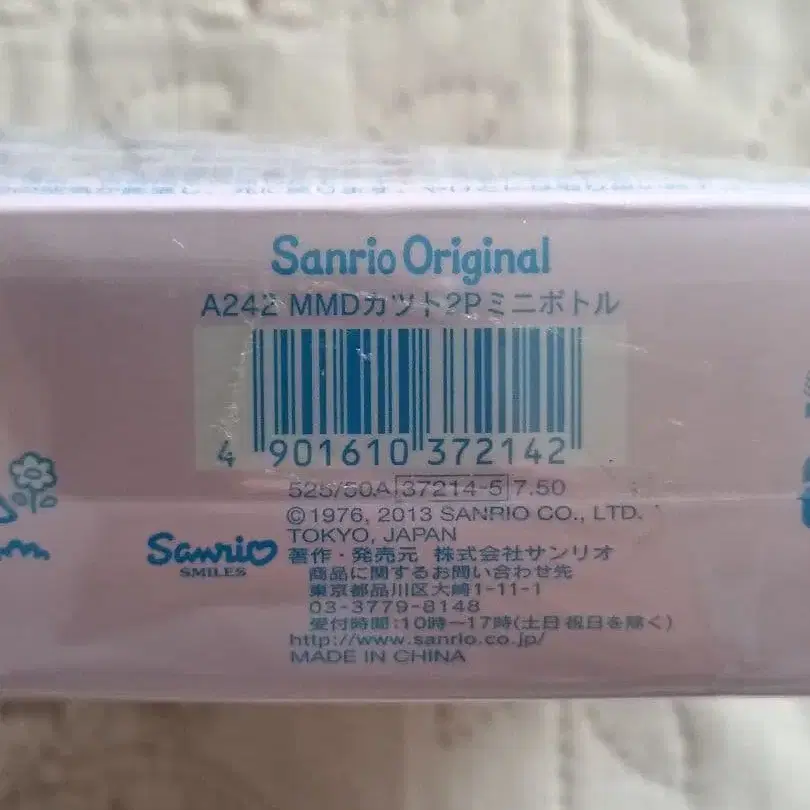 Sanrio Original
A242 MMDカット2Pミニボトル
4 901610 372142
525/50A 37214-5 7.50
©1976, 2013 SANRIO CO., LTD.
TOKYO, JAPAN
Sanrio
SMILES
著作・発売元 株式会社サンリオ
商品に関するお問い合わせ先
東京都品川区大崎1-11-1
03-3779-8148
受付時間:10時〜17時(土日祝日を除く)
http://www.sanrio.co.jp/
MADE IN CHINA